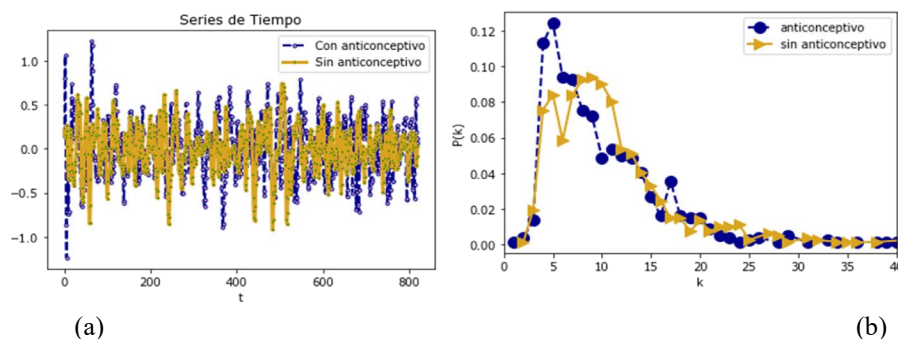 Series de Tiempo
Con anticonceptivo
Sin anticonceptivo
1.0
0.5
0.0
−0.5
−1.0
0 200 400 600 800
t
anticonceptivo
sin anticonceptivo
0.12
0.10
0.08
0.06
0.04
0.02
0.00
P(k)
0 5 10 15 20 25 30 35 40
k
(a) (b)